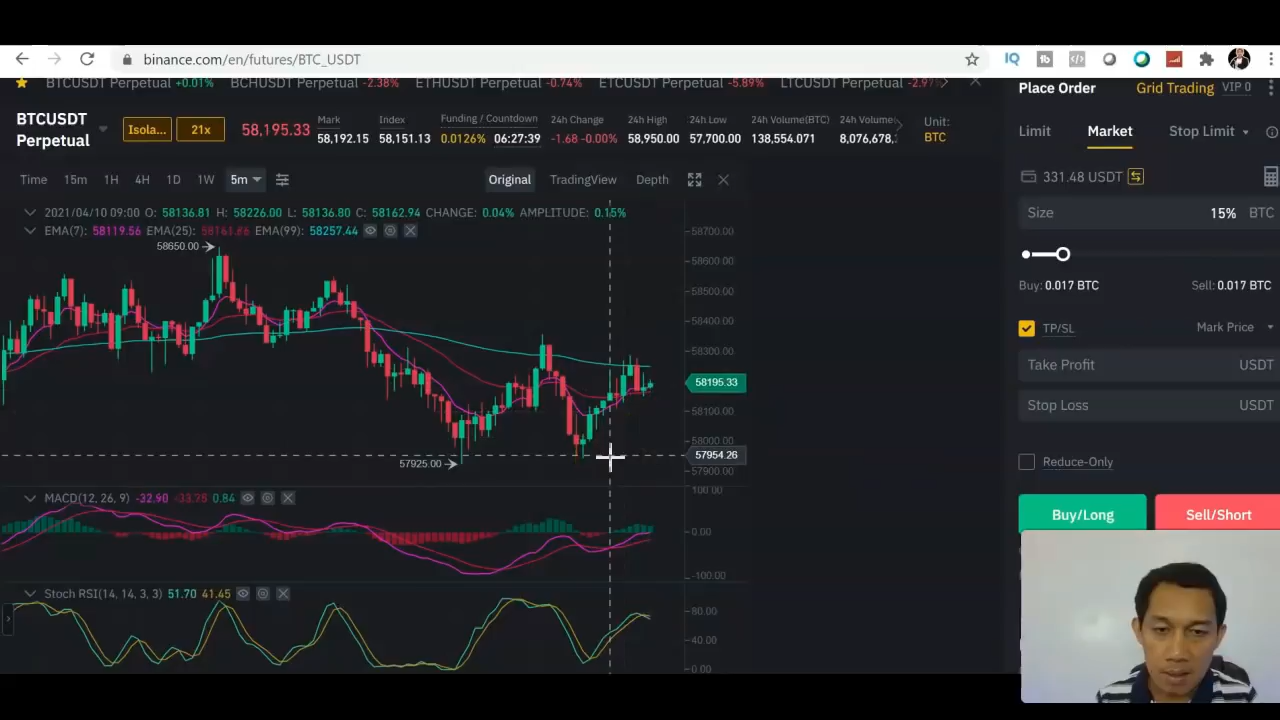 binance.com/en/futures/BTC_USDT
BTCUSDT Perpetual +0.01% BCHUSDT Perpetual -2.38% ETHUSDT Perpetual -0.74% ETCUSDT Perpetual -5.89% LTCUSDT Perpetual -2.97%
BTCUSDT
Perpetual
Isola...
21x
58,195.33
Mark
58,192.15
Index
58,151.13
Funding / Countdown
0.0126% 06:27:39
24h Change
-1.68 -0.00%
24h High
58,950.00
24h Low
57,700.00
24h Volume(BTC)
138,554.071
24h Volume
8,076,678,
Unit:
BTC
Time 15m 1H 4H 1D 1W 5m
Original TradingView Depth
2021/04/10 09:00 O: 58136.81 H: 58226.00 L: 58136.80 C: 58162.94 CHANGE: 0.04% AMPLITUDE: 0.15%
EMA(7): 58119.56 EMA(25): EMA(99): 58257.44
58650.00
58700.00
58600.00
58500.00
58400.00
58300.00
58195.33
58100.00
58000.00
57954.26
57900.00
57925.00
MACD(12, 26, 9) -32.90 -33.75 0.84
100.00
0.00
-100.00
Stoch RSI(14, 14, 3, 3) 51.70 41.45
80.00
40.00
0.00
Place Order
Grid Trading VIP 0
Limit Market Stop Limit
331.48 USDT
Size 15% BTC
Buy: 0.017 BTC Sell: 0.017 BTC
TP/SL Mark Price
Take Profit USDT
Stop Loss USDT
Reduce-Only
Buy/Long Sell/Short